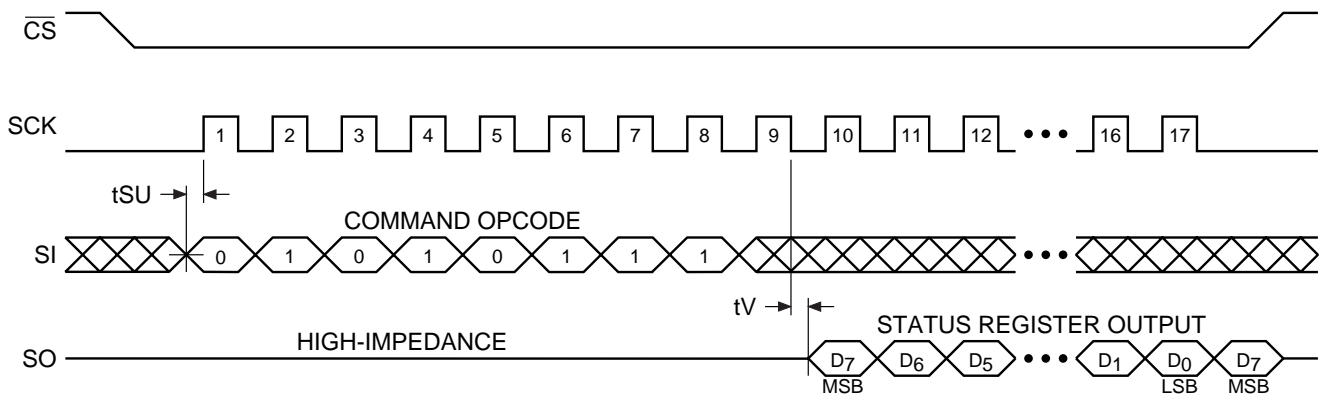 CS
SCK 1 2 3 4 5 6 7 8 9 10 11 12 ••• 16 17
tSU
COMMAND OPCODE
SI 0 1 0 1 0 1 1 1 •••
tV
HIGH-IMPEDANCE
STATUS REGISTER OUTPUT
SO D7 D6 D5 ••• D1 D0 D7
MSB LSB MSB